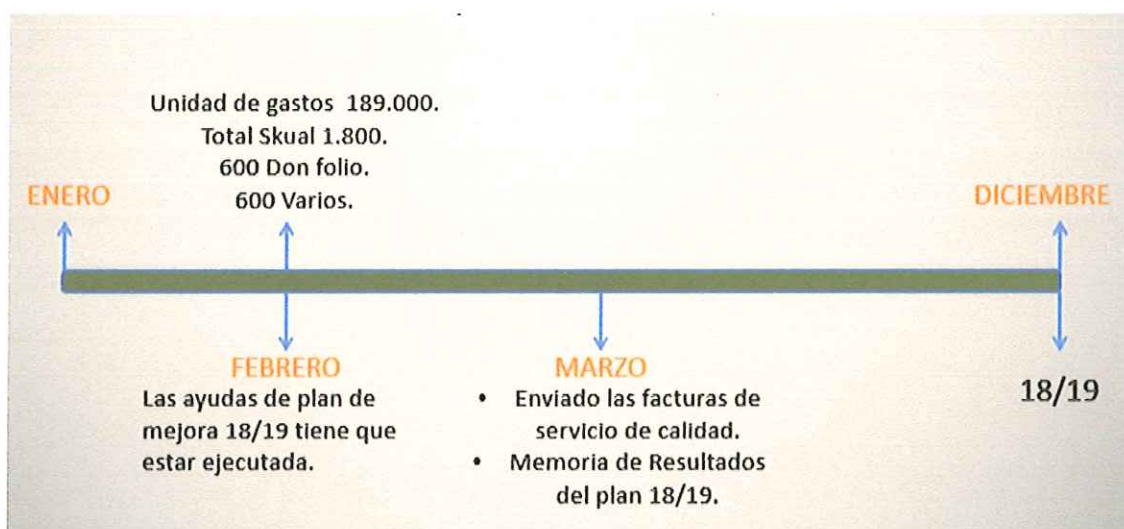 Unidad de gastos 189.000.
Total Skual 1.800.
600 Don folio.
600 Varios.
ENERO
DICIEMBRE
FEBRERO
Las ayudas de plan de
mejora 18/19 tiene que
estar ejecutada.
MARZO
• Enviado las facturas de
servicio de calidad.
• Memoria de Resultados
del plan 18/19.
18/19